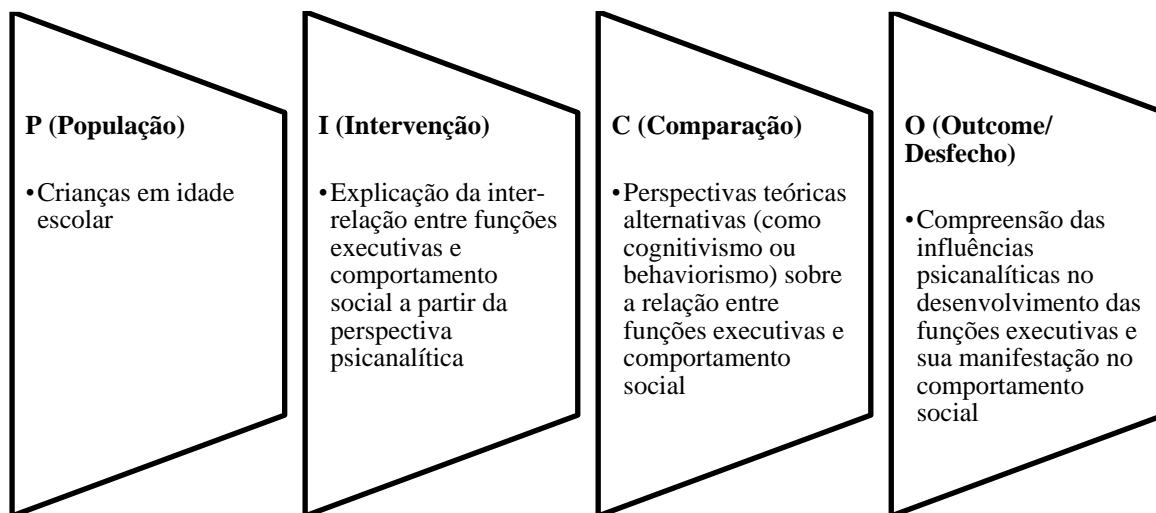 P (População)
•Crianças em idade
escolar
I (Intervenção)
•Explicação da inter-
relação entre funções
executivas e
comportamento
social a partir da
perspectiva
psicanalítica
C (Comparação)
•Perspectivas teóricas
alternativas (como
cognitivismo ou
behaviorismo) sobre
a relação entre
funções executivas e
comportamento
social
O (Outcome/
Desfecho)
•Compreensão das
influências
psicanalíticas no
desenvolvimento das
funções executivas e
sua manifestação no
comportamento
social